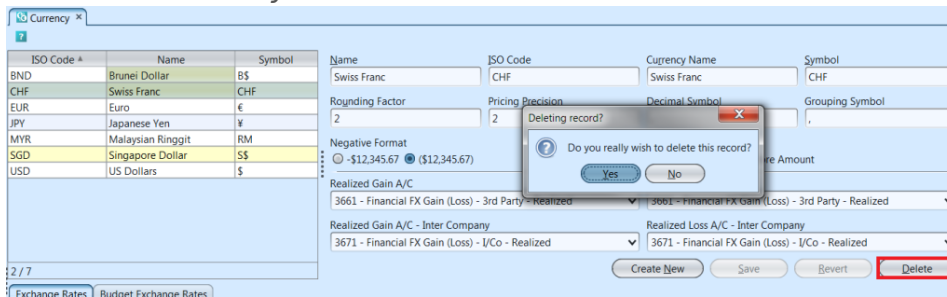 Currency ×
?
ISO Code Name Symbol
BND Brunei Dollar B$
CHF Swiss Franc CHF
EUR Euro €
JPY Japanese Yen ¥
MYR Malaysian Ringgit RM
SGD Singapore Dollar S$
USD US Dollars $
2 / 7
Name ISO Code Currency Name Symbol
Swiss Franc CHF Swiss Franc CHF
Rounding Factor Pricing Precision Decimal Symbol Grouping Symbol
2 2 ,
Negative Format
-$12,345.67 ($12,345.67) re Amount
Deleting record?
Do you really wish to delete this record?
Yes No
Realized Gain A/C
3661 - Financial FX Gain (Loss) - 3rd Party - Realized 3661 - Financial FX Gain (Loss) - 3rd Party - Realized
Realized Gain A/C - Inter Company Realized Loss A/C - Inter Company
3671 - Financial FX Gain (Loss) - I/Co - Realized 3671 - Financial FX Gain (Loss) - I/Co - Realized
Create New Save Revert Delete
Exchange Rates Budget Exchange Rates